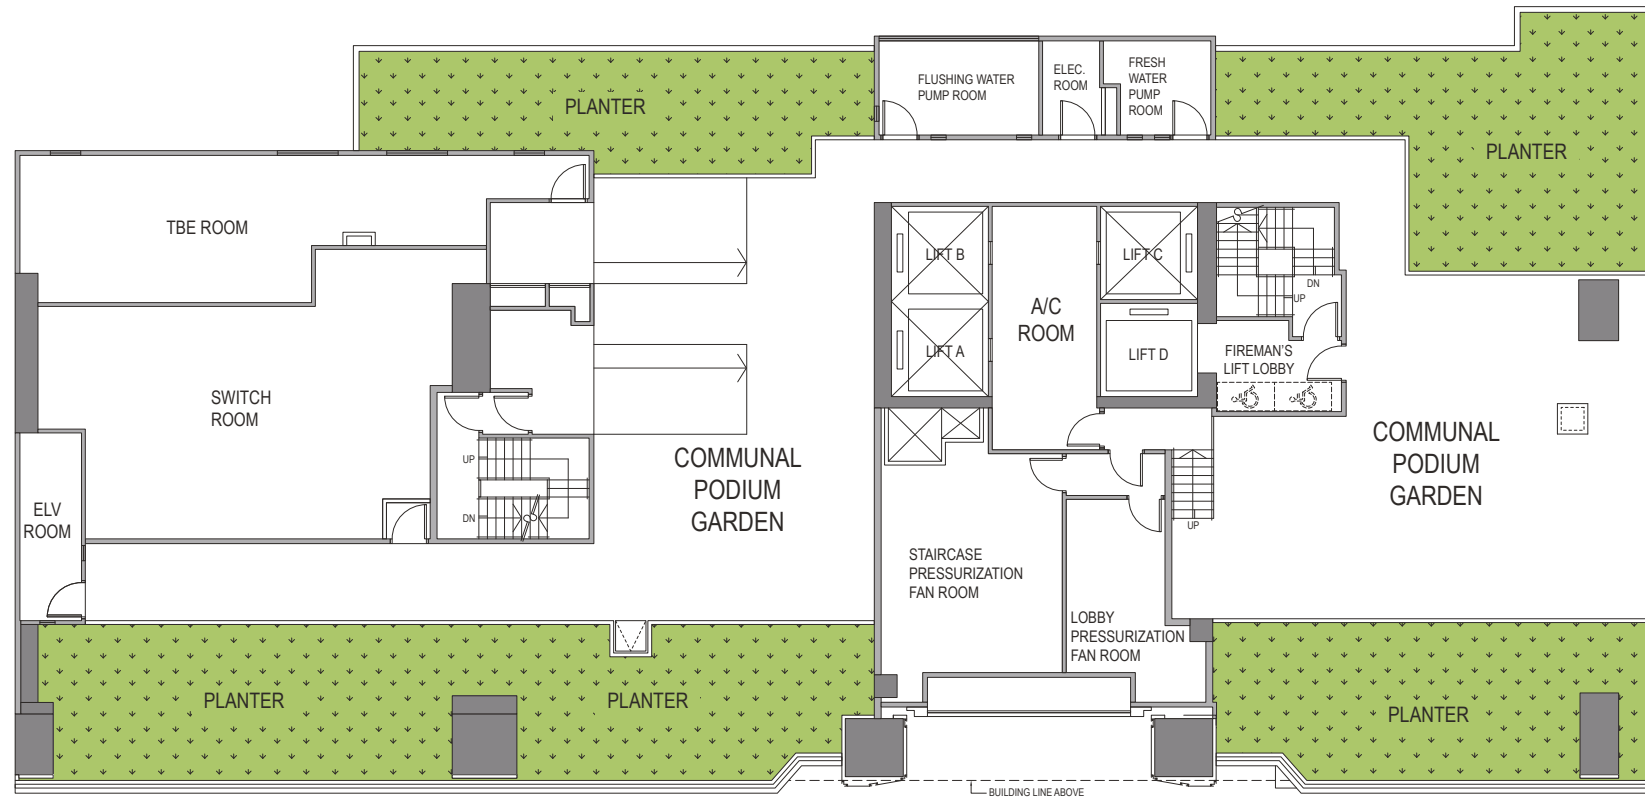 PLANTER
FLUSHING WATER
PUMP ROOM
ELEC.
ROOM
FRESH
WATER
PUMP
ROOM
PLANTER
TBE ROOM
LIFT B
LIFT C
A/C
ROOM
DN
UP
LIFT A
LIFT D
FIREMAN'S
LIFT LOBBY
SWITCH
ROOM
COMMUNAL
PODIUM
GARDEN
COMMUNAL
PODIUM
GARDEN
UP
DN
ELV
ROOM
UP
STAIRCASE
PRESSURIZATION
FAN ROOM
LOBBY
PRESSURIZATION
FAN ROOM
PLANTER
PLANTER
PLANTER
BUILDING LINE ABOVE